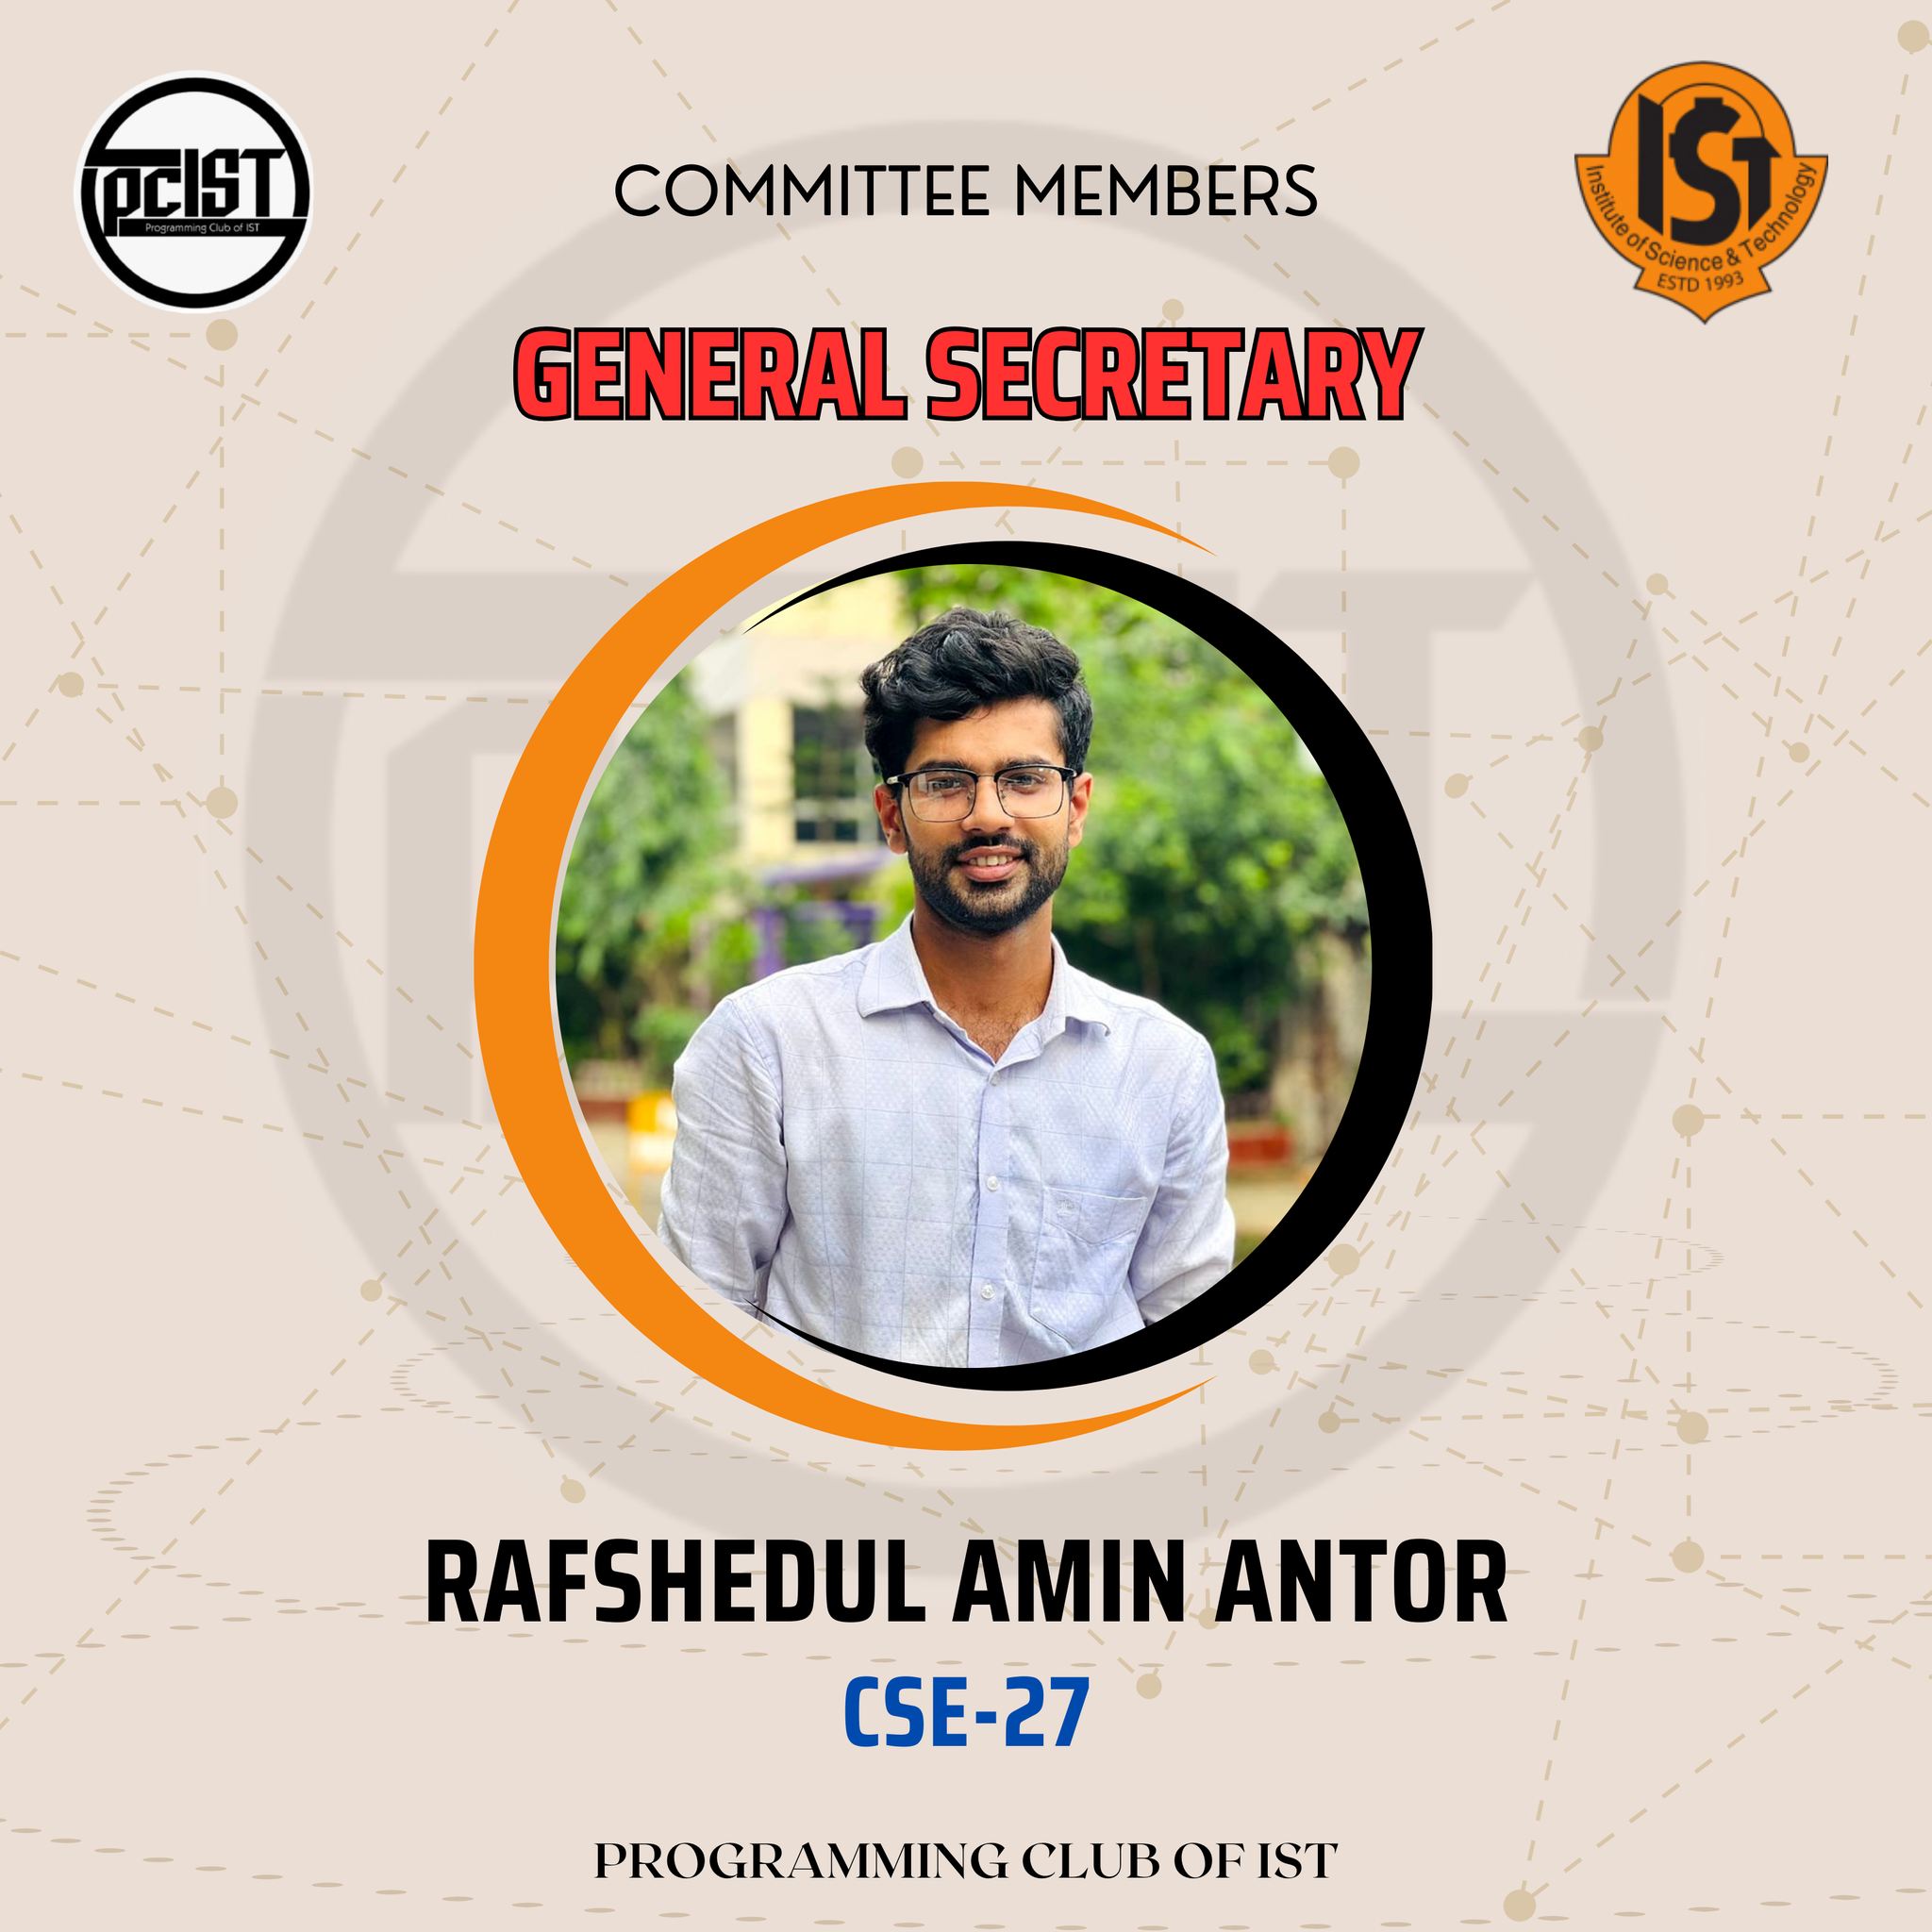 pcIST
Programming Club of IST
COMMITTEE MEMBERS
IST
Institute of Science & Technology
ESTD 1993
GENERAL SECRETARY
RAFSHEDUL AMIN ANTOR
CSE-27
PROGRAMMING CLUB OF IST